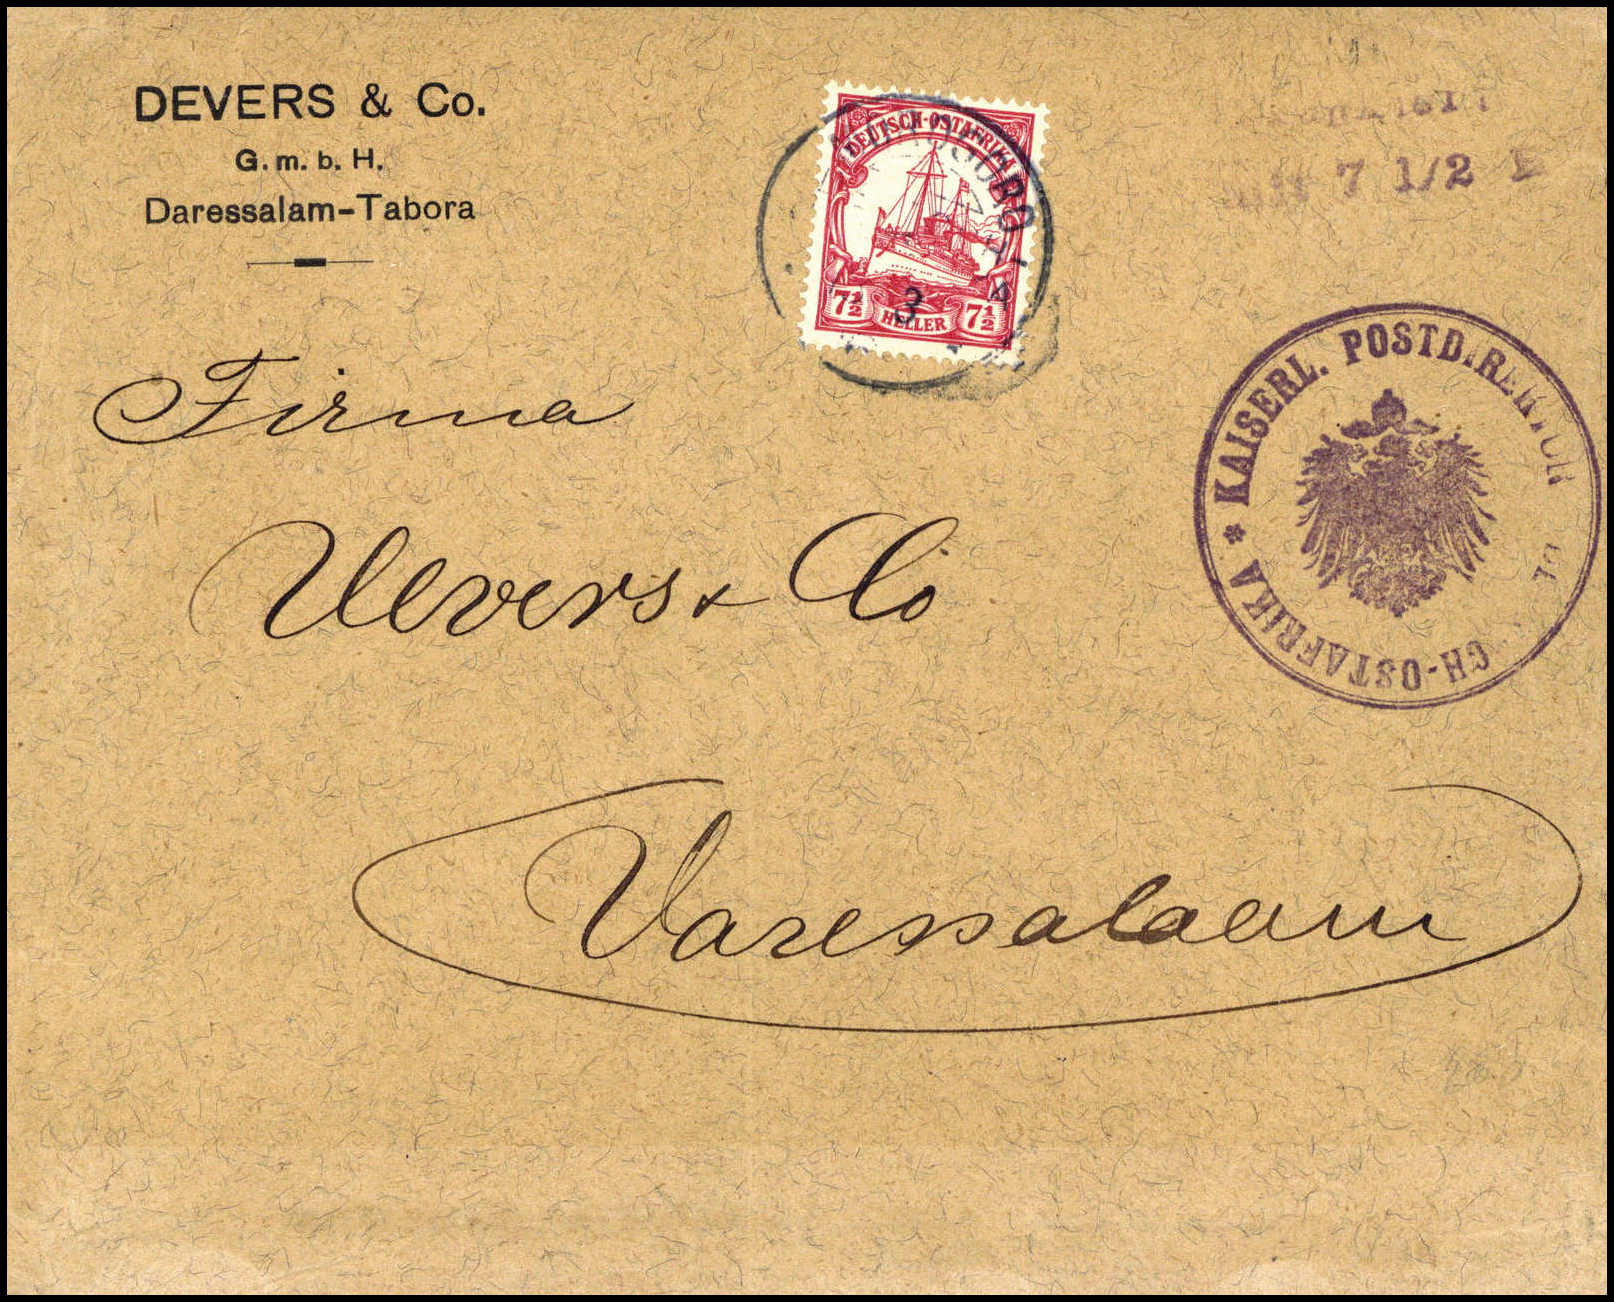 DEVERS & Co.
G. m. b. H.
Daressalam-Tabora
DEUTSCH-OSTAFRIKA
7½ HELLER 7½
3
7 1/2
* KAISERL. POSTDIREKTOR
CH-OSTAFRIKA
Firma
Devers & Co
Daressalaam